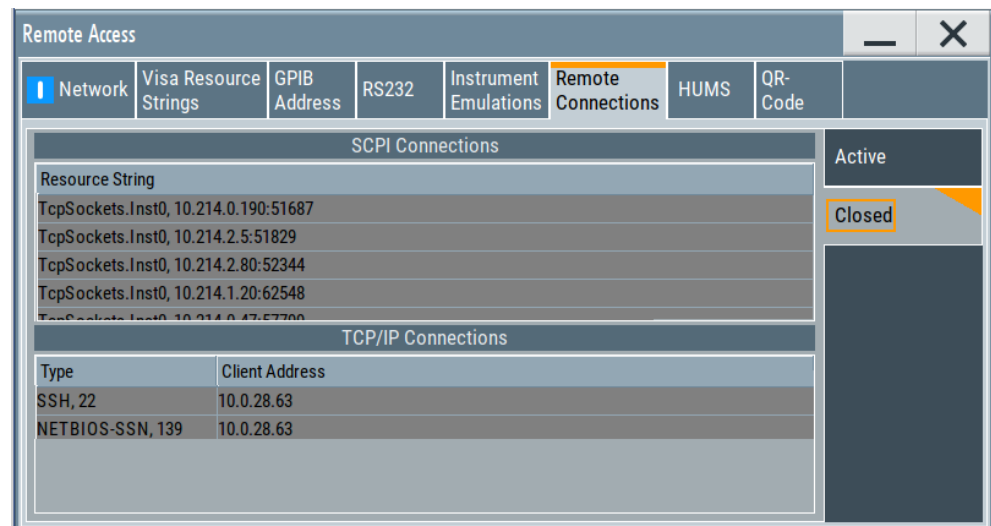 Remote Access
Network
Visa Resource
Strings
GPIB
Address
RS232
Instrument
Emulations
Remote
Connections
HUMS
QR-
Code
SCPI Connections
Resource String
TcpSockets.Inst0, 10.214.0.190:51687
TcpSockets.Inst0, 10.214.2.5:51829
TcpSockets.Inst0, 10.214.2.80:52344
TcpSockets.Inst0, 10.214.1.20:62548
TCP/IP Connections
Type Client Address
SSH, 22 10.0.28.63
NETBIOS-SSN, 139 10.0.28.63
Active
Closed